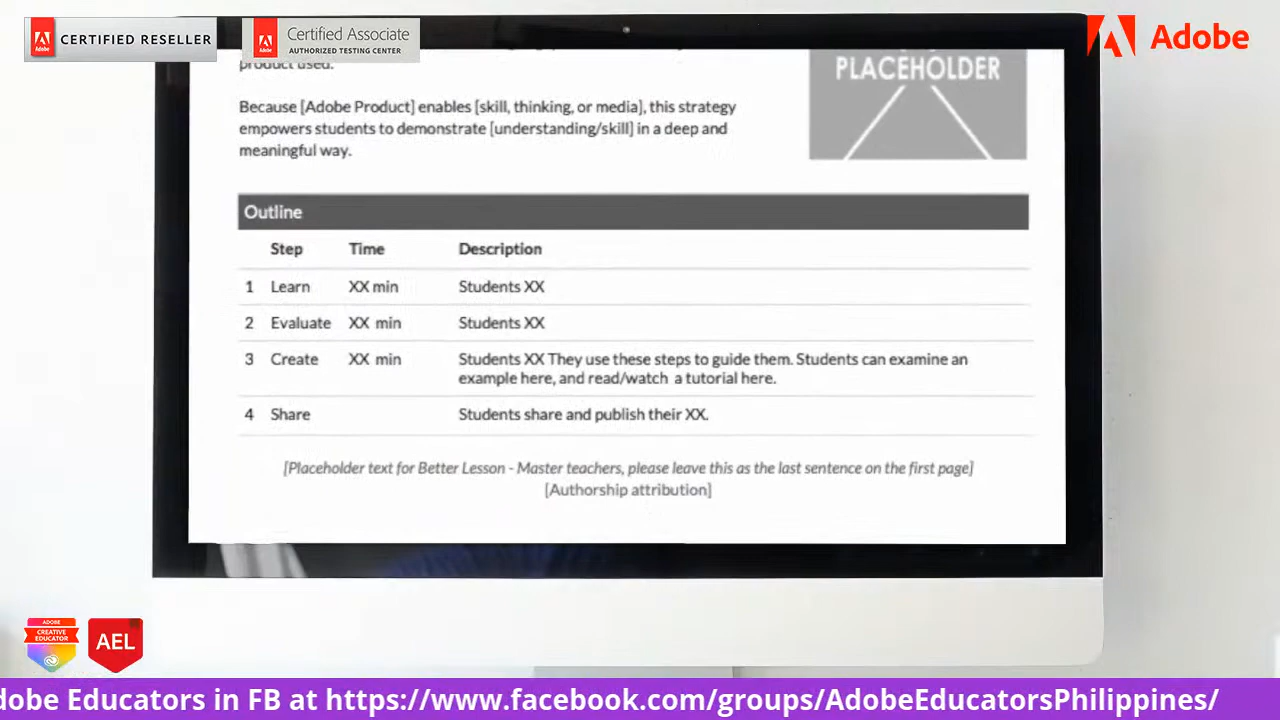 CERTIFIED RESELLER
Adobe
Certified Associate
AUTHORIZED TESTING CENTER
Adobe
Adobe
product used.
PLACEHOLDER
Because [Adobe Product] enables [skill, thinking, or media], this strategy
empowers students to demonstrate [understanding/skill] in a deep and
meaningful way.
Outline
Step Time Description
1 Learn XX min Students XX
2 Evaluate XX min Students XX
3 Create XX min Students XX They use these steps to guide them. Students can examine an
example here, and read/watch a tutorial here.
4 Share Students share and publish their XX.
[Placeholder text for Better Lesson - Master teachers, please leave this as the last sentence on the first page]
[Authorship attribution]
ADOBE
CREATIVE
EDUCATOR
AEL
dobe Educators in FB at https://www.facebook.com/groups/AdobeEducatorsPhilippines/